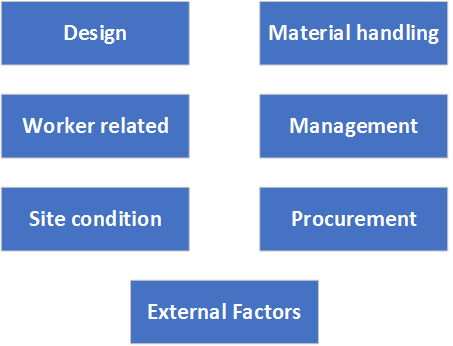 Design
Material handling
Worker related
Management
Site condition
Procurement
External Factors